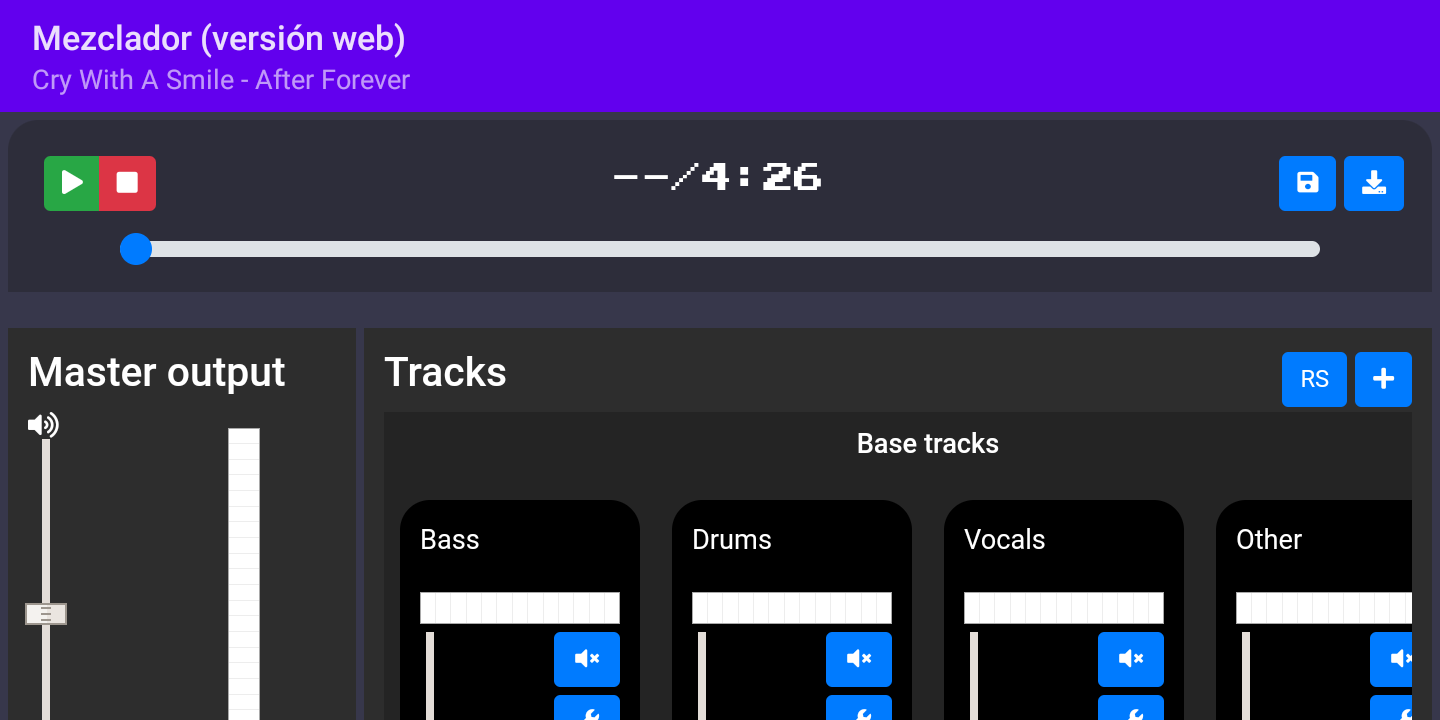 Mezclador (versión web)
Cry With A Smile - After Forever
--/4:26
Master output
Tracks
RS
Base tracks
Bass
Drums
Vocals
Other